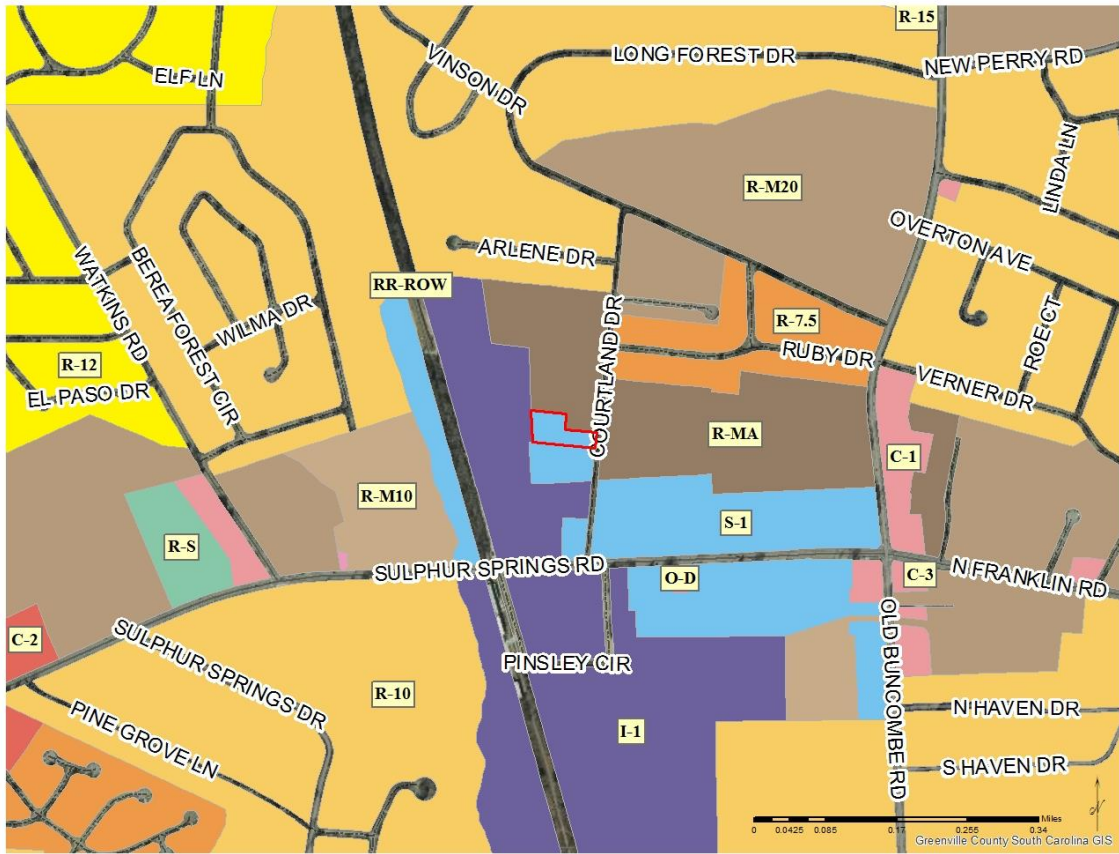 R-15
ELF LN
VINSON DR
LONG FOREST DR
NEW PERRY RD
LINDA LN
R-M20
OVERTON AVE
WATKINS RD
BEREA FOREST CIR
WILMA DR
ARLENE DR
RR-ROW
COURTLAND DR
R-7.5
RUBY DR
ROE CT
VERNER DR
R-12
EL PASO DR
R-MA
C-1
R-M10
R-S
S-1
SULPHUR SPRINGS RD
O-D
C-3
N FRANKLIN RD
C-2
SULPHUR SPRINGS DR
PINSLEY CIR
OLD BUNCOMBE RD
R-10
PINE GROVE LN
I-1
N HAVEN DR
S HAVEN DR
N
Miles
0 0.0425 0.085 0.17 0.255 0.34
Greenville County South Carolina GIS